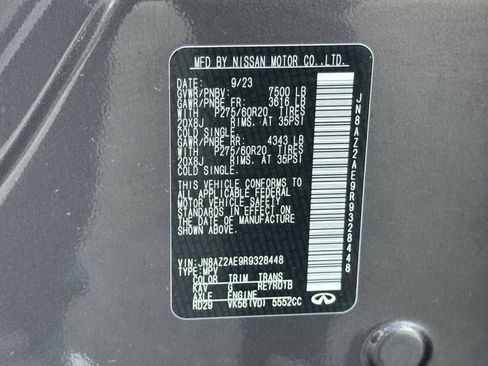 MFD BY NISSAN MOTOR CO.,LTD.
DATE: 9/23
GVWR/PNBV: 7500 LB
GAWR/PNBE FR: 3616 LB
WITH P275/60R20 TIRES
20X8J RIMS, AT 35PSI
COLD SINGLE.
GAWR/PNBE RR: 4343 LB
WITH P275/60R20 TIRES
20X8J RIMS, AT 35PSI
COLD SINGLE.
THIS VEHICLE CONFORMS TO
ALL APPLICABLE FEDERAL
MOTOR VEHICLE SAFETY
STANDARDS IN EFFECT ON
THE DATE OF MANUFACTURE
SHOWN ABOVE.
VIN: JN8AZ2AE9R9328448
TYPE: MPV
COLOR TRIM TRANS
KAV G RE7R01B
AXLE ENGINE
RD29 VK56(VD) 5552CC
INFINITI
JN8AZ2AE9R9328448